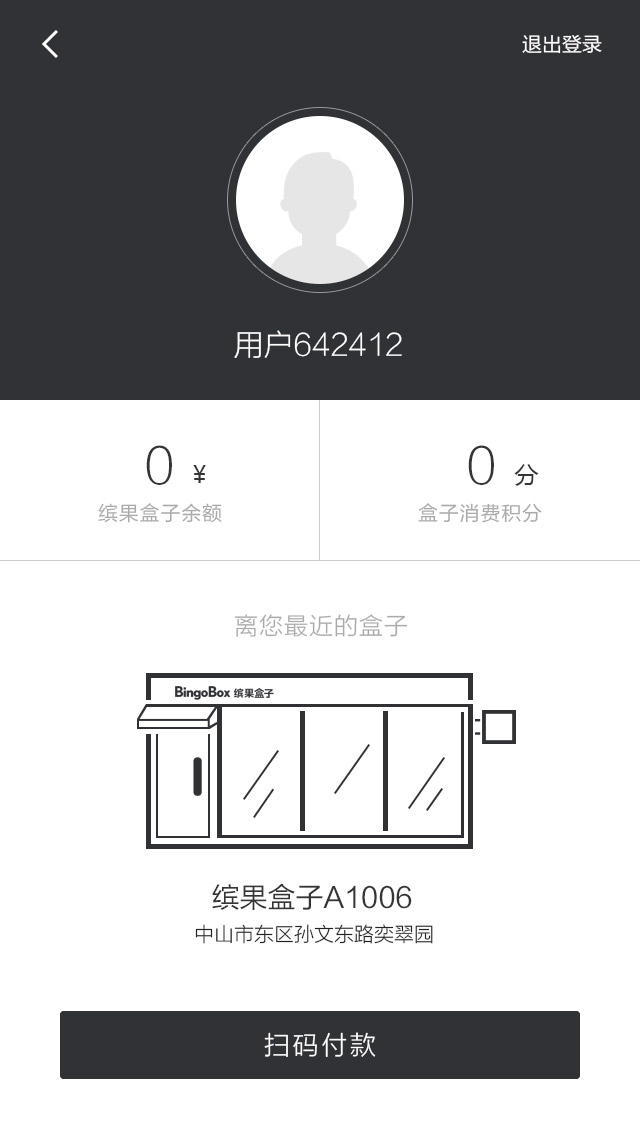 退出登录
用户642412
0 ¥
缤果盒子余额
0 分
盒子消费积分
离您最近的盒子
BingoBox 缤果盒子
缤果盒子A1006
中山市东区孙文东路奕翠园
扫码付款